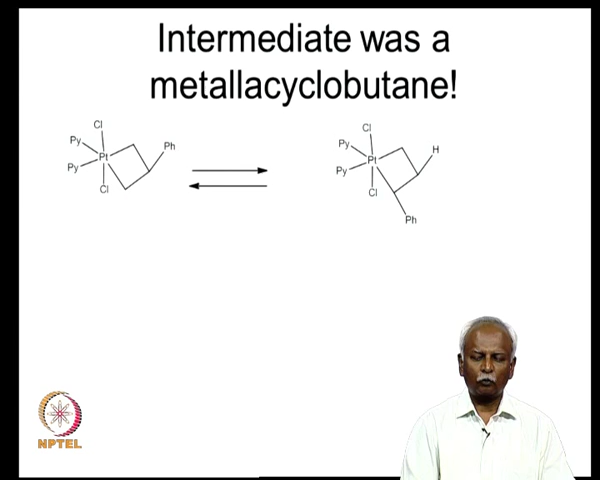 Intermediate was a
metallacyclobutane!
Cl
Py
Pt
Ph
Py
Cl
Cl
Py
Pt
H
Py
Cl
Ph
NPTEL